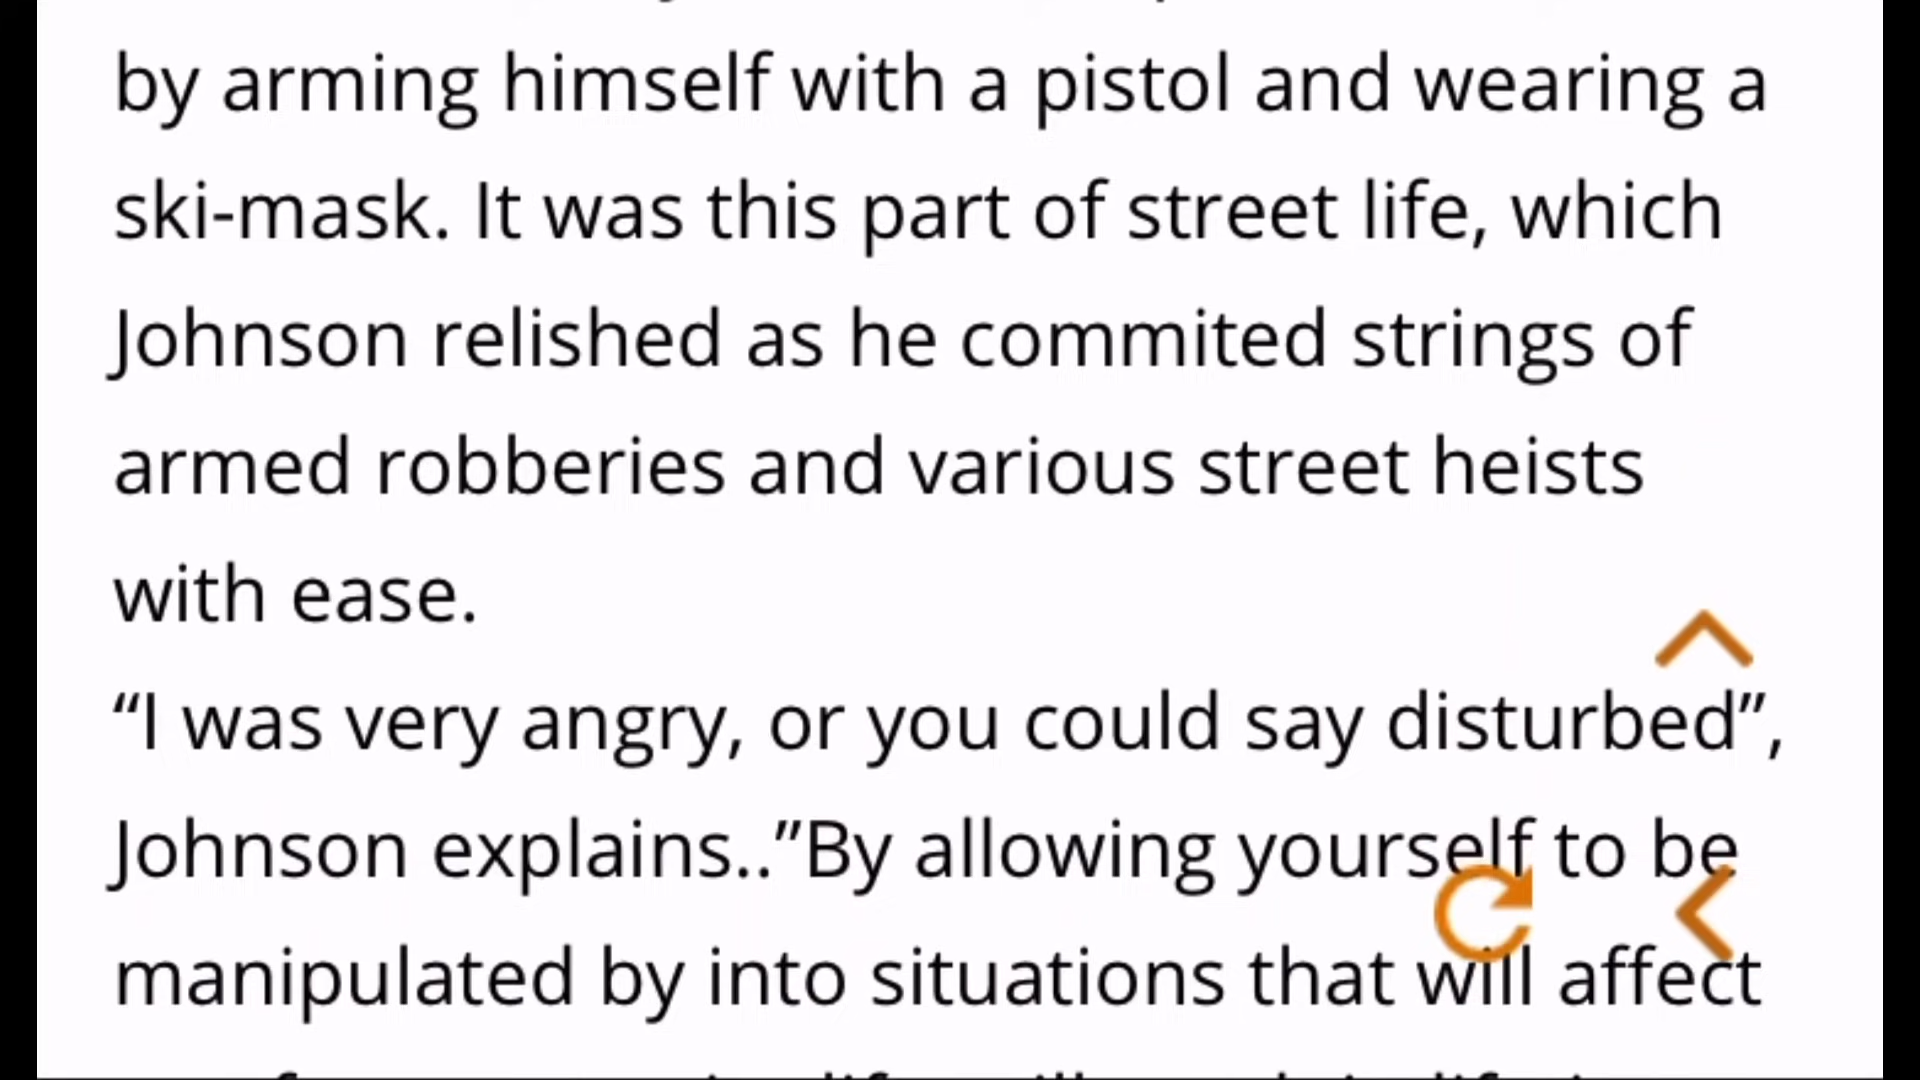 by arming himself with a pistol and wearing a
ski-mask. It was this part of street life, which
Johnson relished as he commited strings of
armed robberies and various street heists
with ease.
“I was very angry, or you could say disturbed”,
Johnson explains..”By allowing yourself to be
manipulated by into situations that will affect